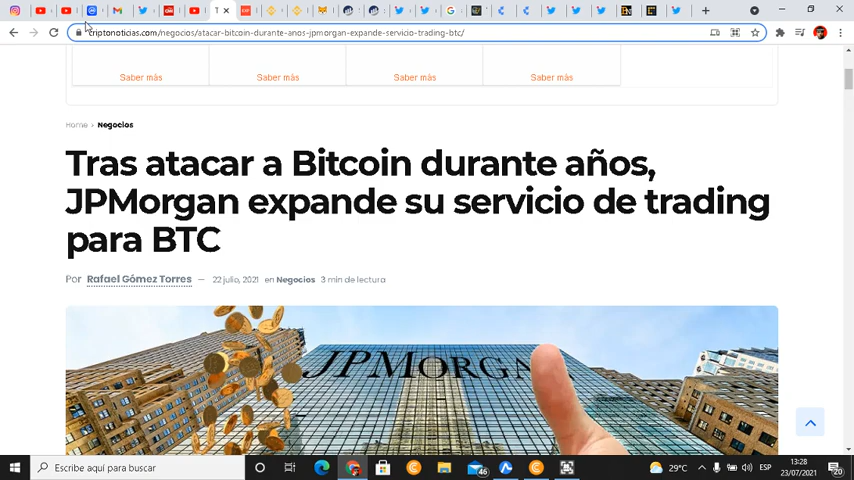 T
criptonoticias.com/negocios/atacar-bitcoin-durante-anos-jpmorgan-expande-servicio-trading-btc/
Saber más Saber más Saber más Saber más
Home > Negocios
Tras atacar a Bitcoin durante años,
JPMorgan expande su servicio de trading
para BTC
Por Rafael Gómez Torres — 22 julio, 2021 en Negocios 3 min de lectura
JPMORGAN
Escribe aquí para buscar
46
29°C
ESP
13:28
23/07/2021
20